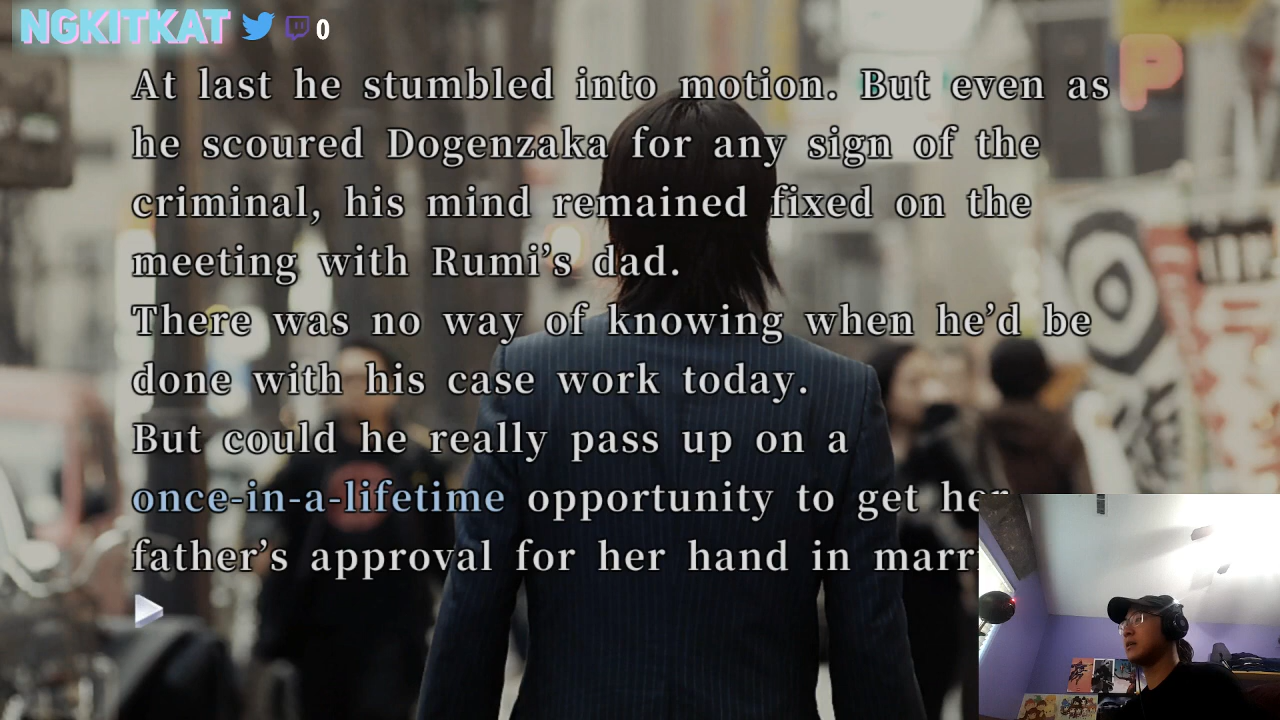 NGKITKAT 0
P
At last he stumbled into motion. But even as
he scoured Dogenzaka for any sign of the
criminal, his mind remained fixed on the
meeting with Rumi’s dad.
There was no way of knowing when he’d be
done with his case work today.
But could he really pass up on a
once-in-a-lifetime opportunity to get her
father’s approval for her hand in